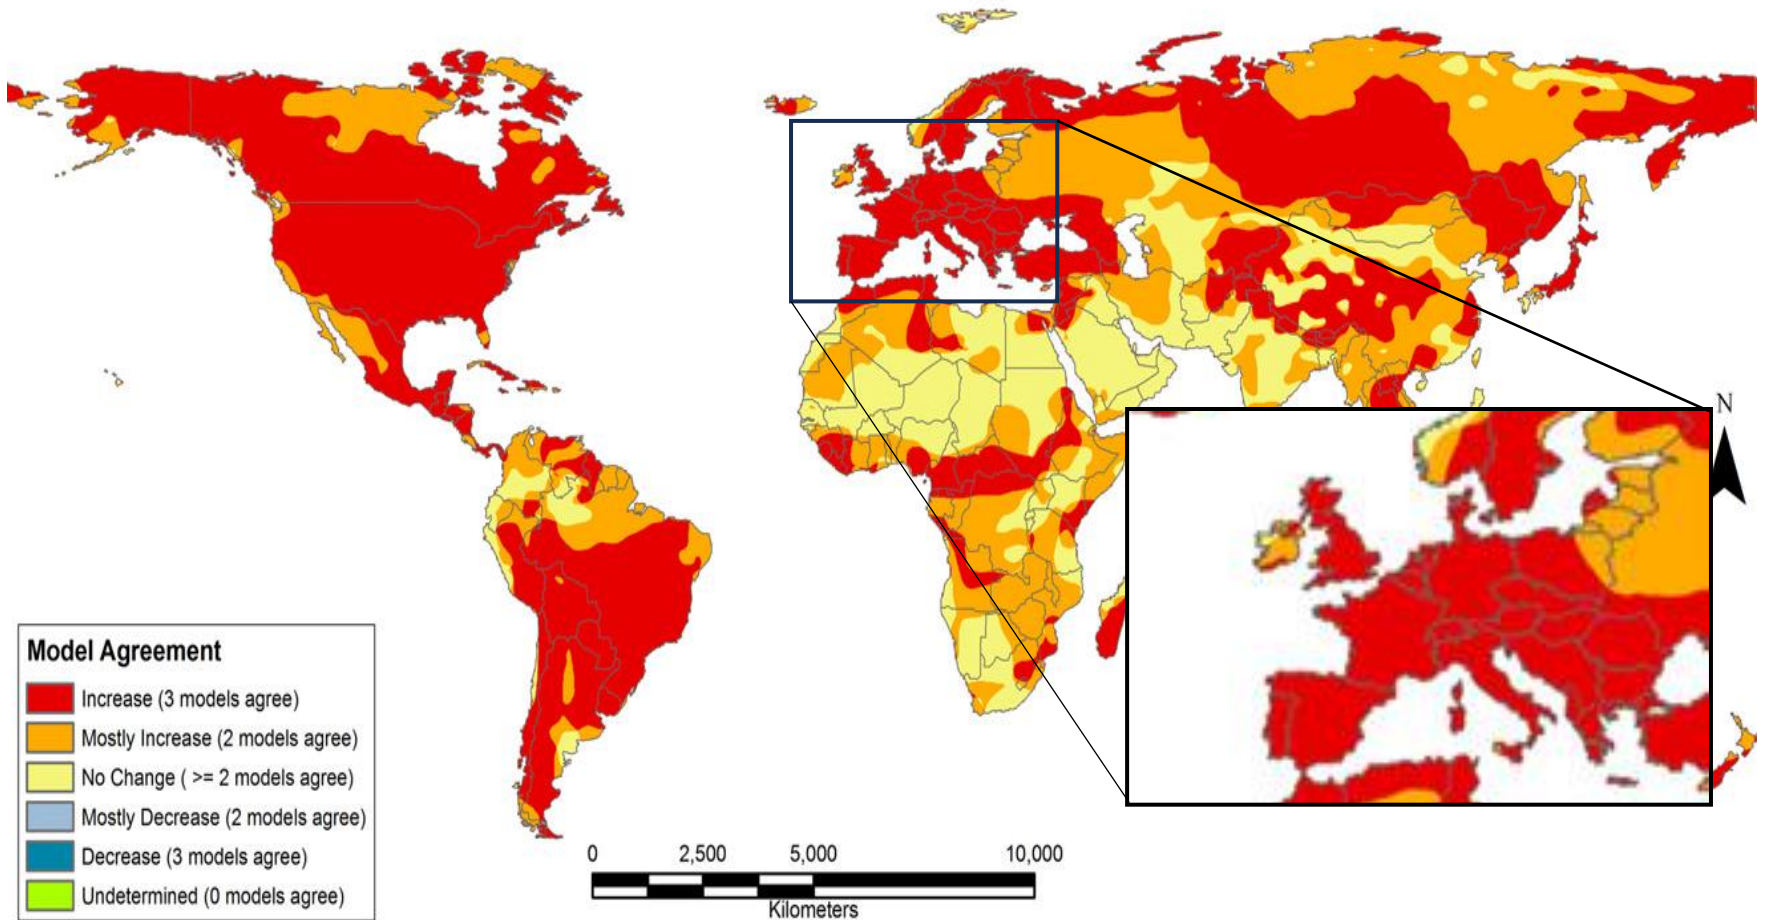 N
Model Agreement
Increase (3 models agree)
Mostly Increase (2 models agree)
No Change ( >= 2 models agree)
Mostly Decrease (2 models agree)
Decrease (3 models agree)
Undetermined (0 models agree)
0 2,500 5,000 10,000
Kilometers